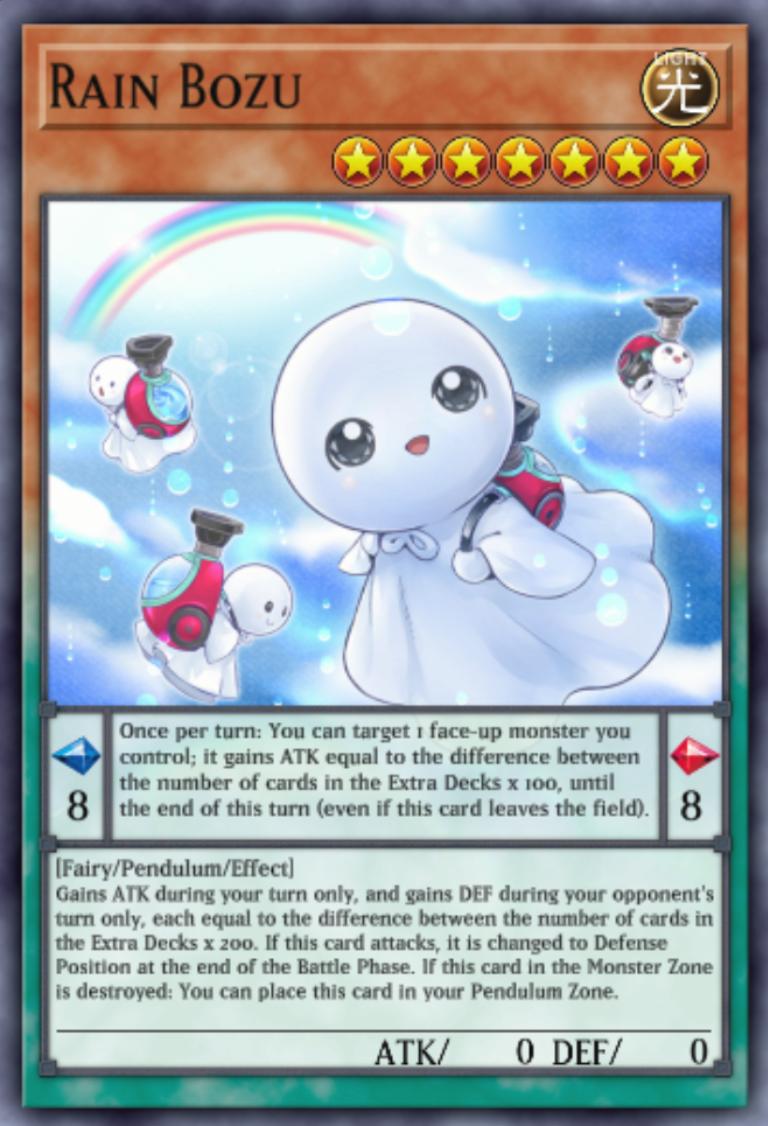 Rain Bozu
LIGHT
光
Once per turn: You can target 1 face-up monster you
control; it gains ATK equal to the difference between
the number of cards in the Extra Decks x 100, until
the end of this turn (even if this card leaves the field).
8
8
[Fairy/Pendulum/Effect]
Gains ATK during your turn only, and gains DEF during your opponent's
turn only, each equal to the difference between the number of cards in
the Extra Decks x 200. If this card attacks, it is changed to Defense
Position at the end of the Battle Phase. If this card in the Monster Zone
is destroyed: You can place this card in your Pendulum Zone.
ATK/ 0 DEF/ 0